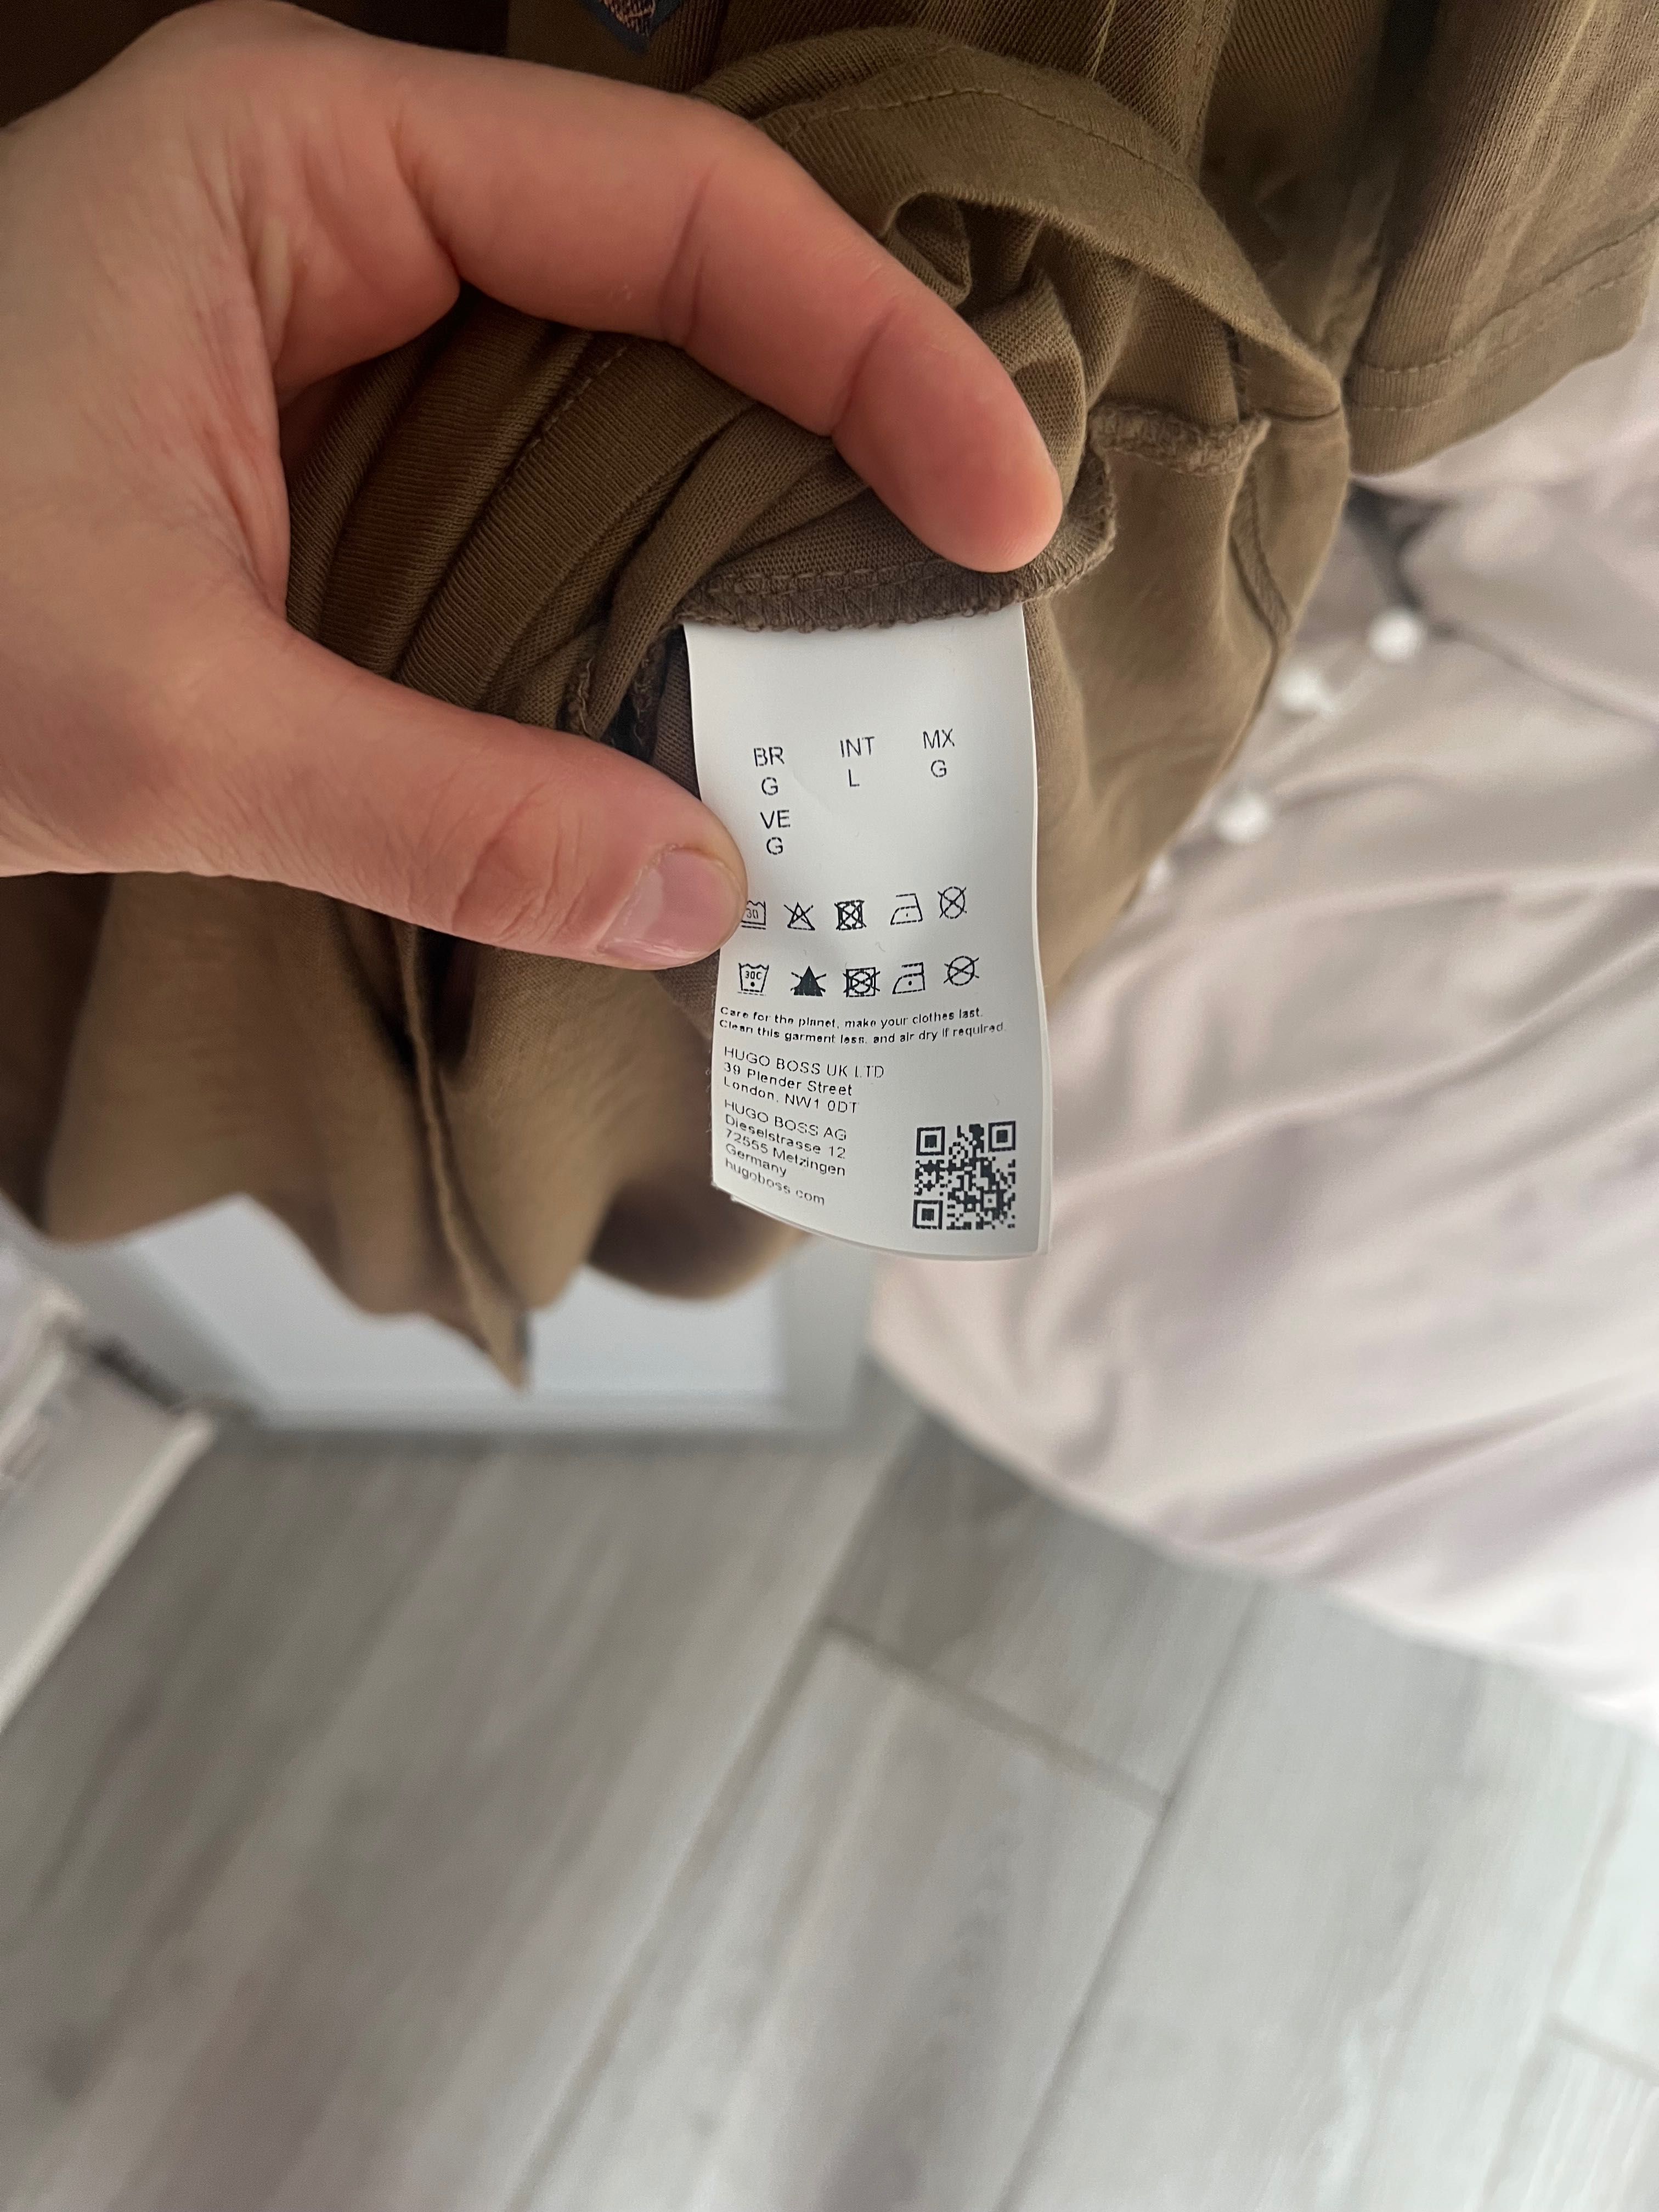 BR INT MX
G L G
VE
G
30
30C
Care for the planet, make your clothes last.
Clean this garment less, and air dry if required.
HUGO BOSS UK LTD
39 Plender Street
London, NW1 0DT
HUGO BOSS AG
Dieselstrasse 12
72555 Metzingen
Germany
hugoboss.com